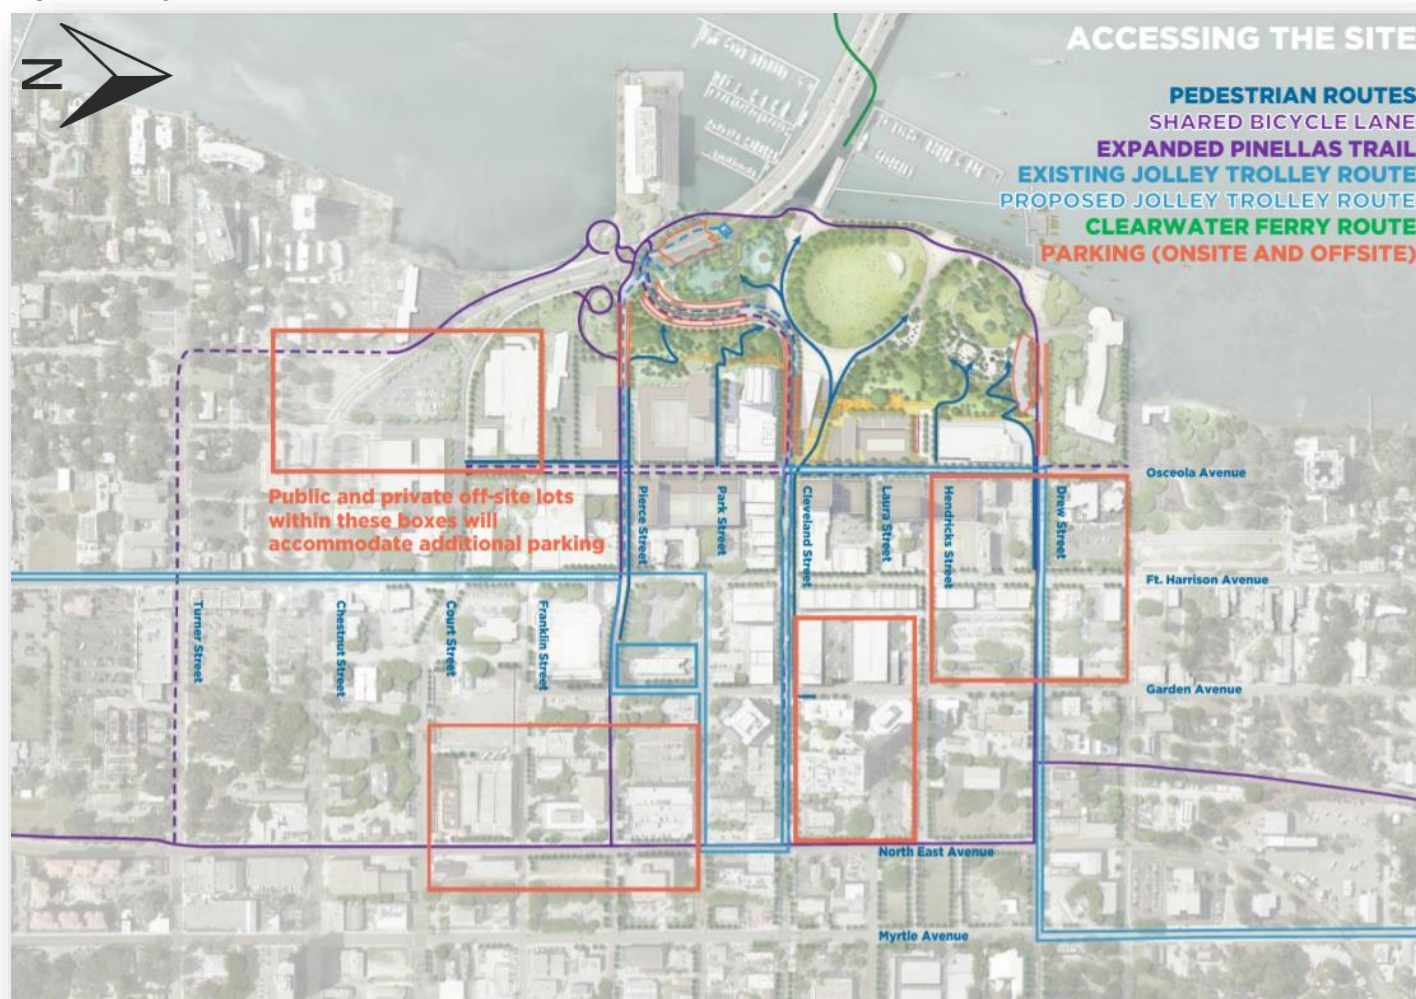 N
ACCESSING THE SITE
PEDESTRIAN ROUTES
SHARED BICYCLE LANE
EXPANDED PINELLAS TRAIL
EXISTING JOLLEY TROLLEY ROUTE
PROPOSED JOLLEY TROLLEY ROUTE
CLEARWATER FERRY ROUTE
PARKING (ONSITE AND OFFSITE)
Osceola Avenue
Public and private off-site lots
within these boxes will
accommodate additional parking
Pierce Street
Park Street
Cleveland Street
Laura Street
Hendricks Street
Drew Street
Ft. Harrison Avenue
Turner Street
Chestnut Street
Court Street
Franklin Street
Garden Avenue
North East Avenue
Myrtle Avenue